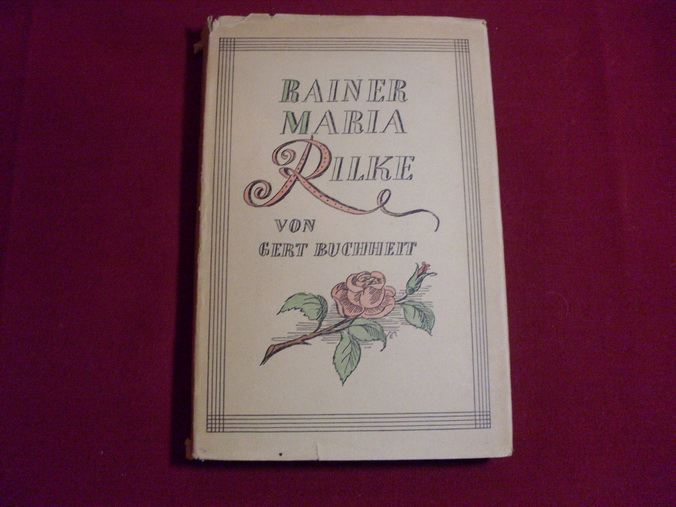 RAINER
MARIA
RILKE
VON
GERT BUCHHEIT